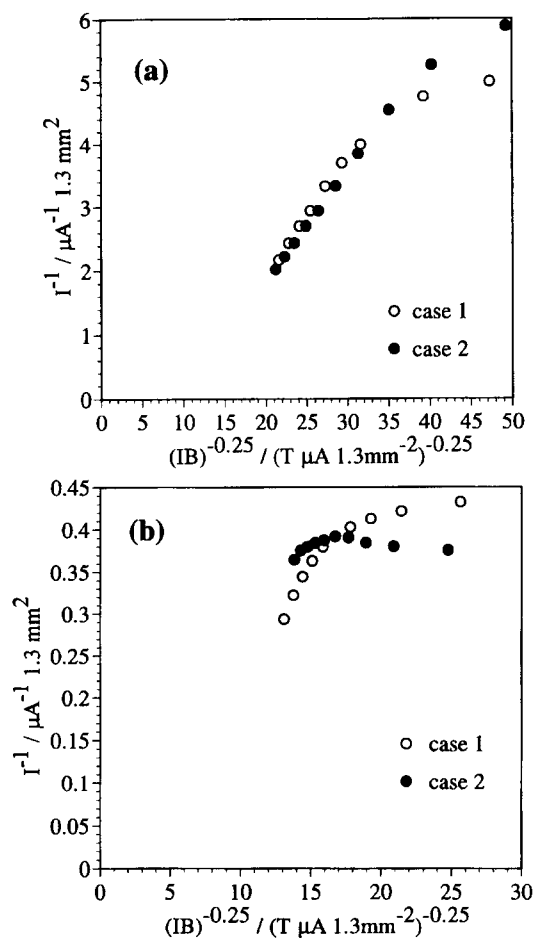 (a)
6
5
4
3
2
1
0
I⁻¹ / μA⁻¹ 1.3 mm²
case 1
case 2
0 5 10 15 20 25 30 35 40 45 50
(IB)^-0.25 / (T μA 1.3mm⁻²)^-0.25
(b)
0.45
0.4
0.35
0.3
0.25
0.2
0.15
0.1
0.05
0
I⁻¹ / μA⁻¹ 1.3 mm²
case 1
case 2
0 5 10 15 20 25 30
(IB)^-0.25 / (T μA 1.3mm⁻²)^-0.25